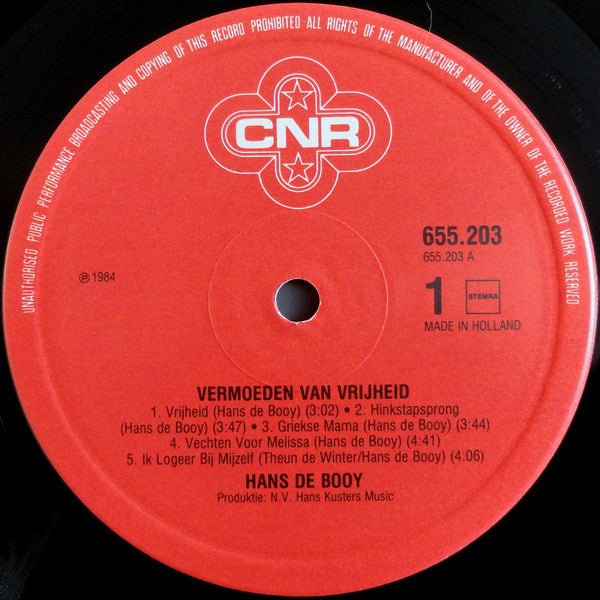 UNAUTHORISED PUBLIC PERFORMANCE BROADCASTING AND COPYING OF THIS RECORD PROHIBITED ALL RIGHTS OF THE MANUFACTURER AND OF THE OWNER OF THE RECORDED WORK RESERVED
CNR
655.203
655.203 A
℗ 1984
1 STEMRA
MADE IN HOLLAND
VERMOEDEN VAN VRIJHEID
1. Vrijheid (Hans de Booy) (3:02) • 2. Hinkstapsprong
(Hans de Booy) (3:47) • 3. Griekse Mama (Hans de Booy) (3:44)
4. Vechten Voor Melissa (Hans de Booy) (4:41)
5. Ik Logeer Bij Mijzelf (Theun de Winter/Hans de Booy) (4:06)
HANS DE BOOY
Produktie: N.V. Hans Kusters Music